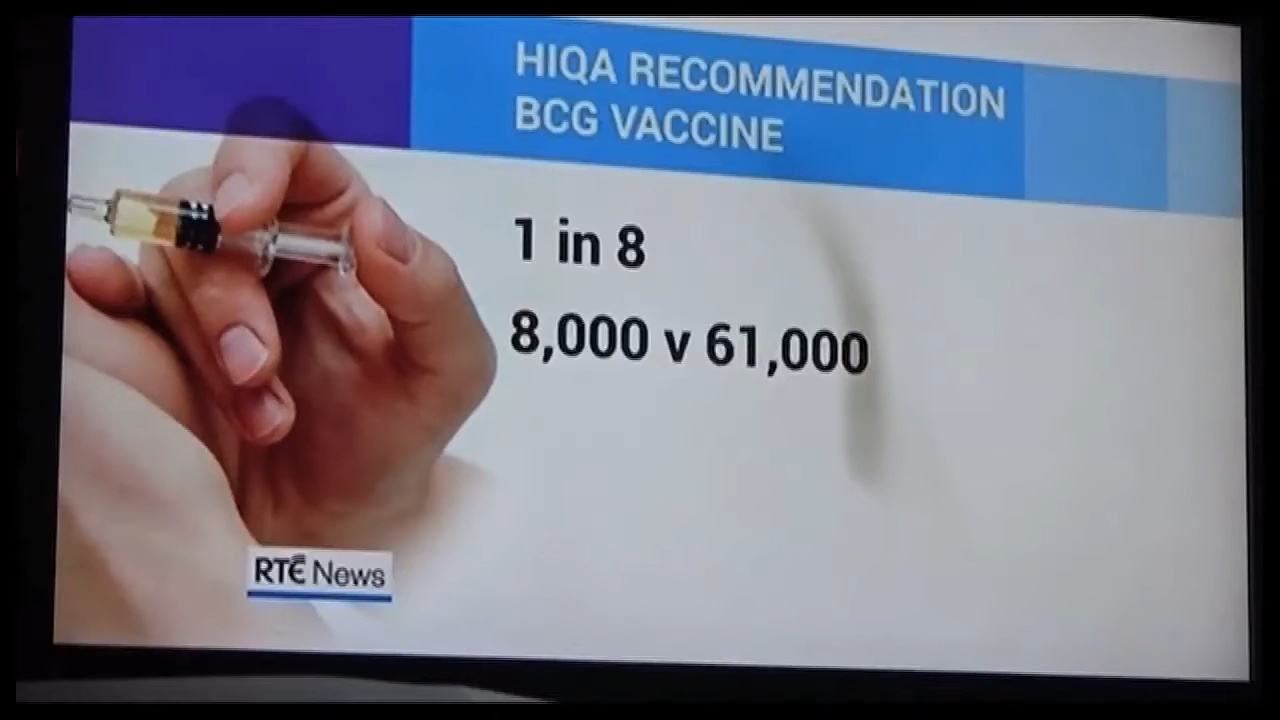 HIQA RECOMMENDATION
BCG VACCINE
1 in 8
8,000 v 61,000
RTÉ News